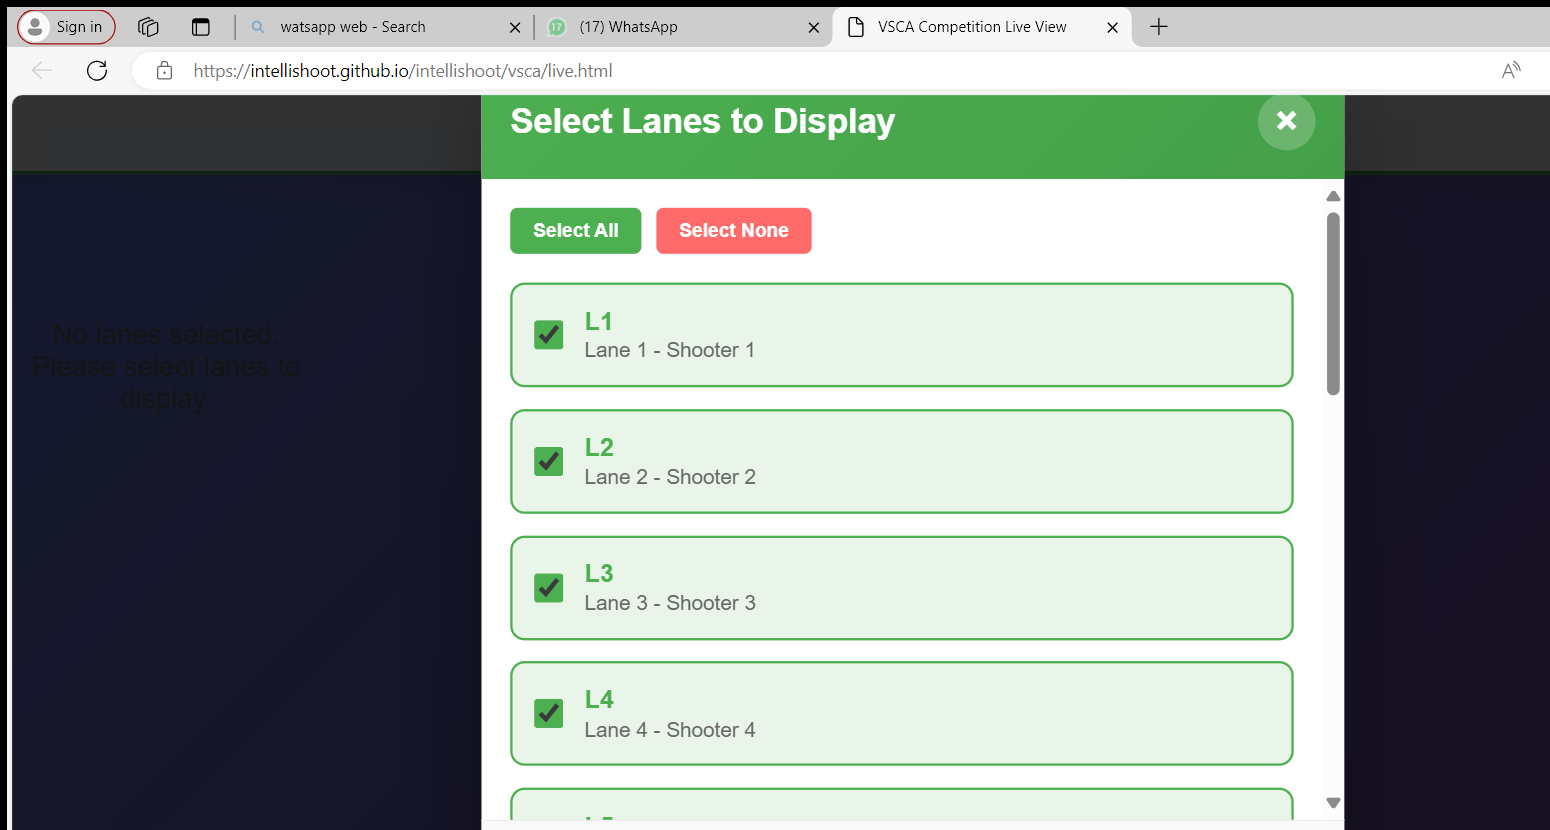 Sign in
watsapp web - Search
17
(17) WhatsApp
VSCA Competition Live View
https://intellishoot.github.io/intellishoot/vsca/live.html
Select Lanes to Display
Select All
Select None
No lanes selected.
Please select lanes to
display.
L1
Lane 1 - Shooter 1
L2
Lane 2 - Shooter 2
L3
Lane 3 - Shooter 3
L4
Lane 4 - Shooter 4